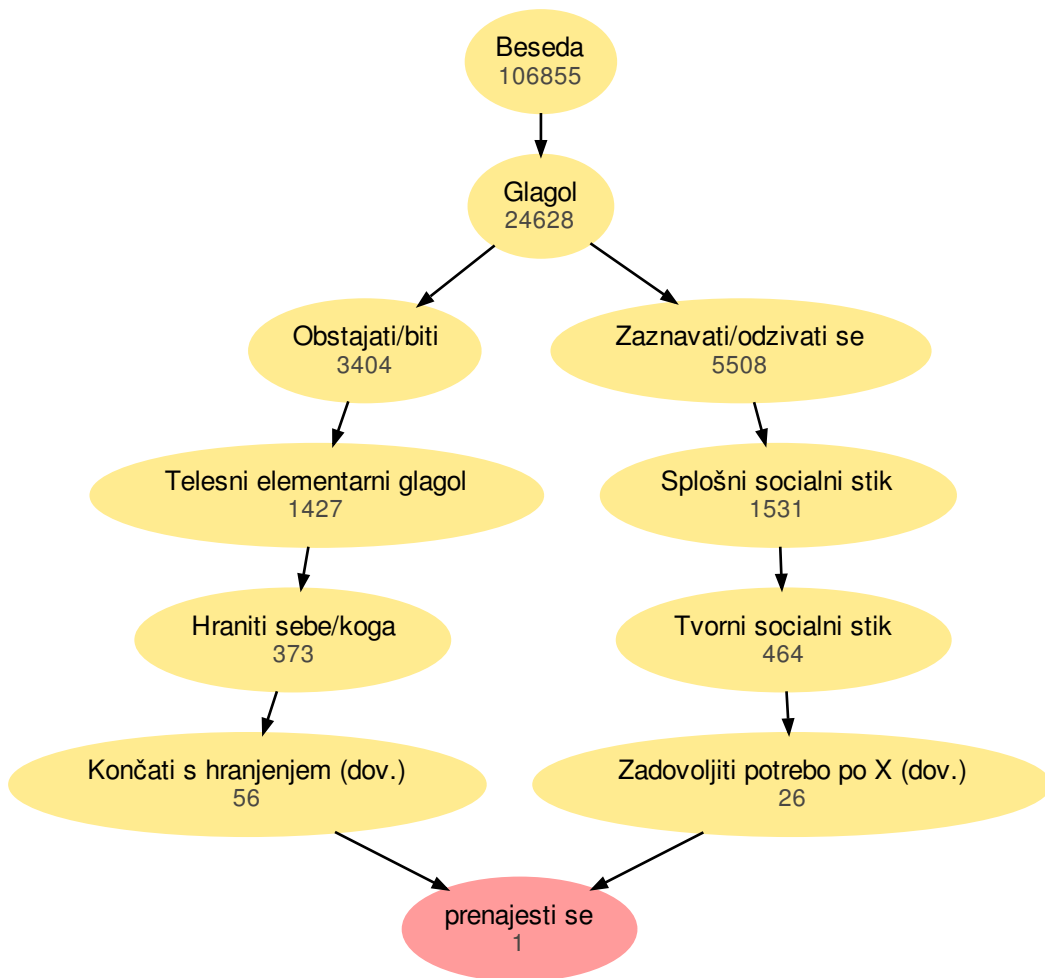 Beseda
106855
Glagol
24628
Obstajati/biti
3404
Zaznavati/odzivati se
5508
Telesni elementarni glagol
1427
Splošni socialni stik
1531
Hraniti sebe/koga
373
Tvorni socialni stik
464
Končati s hranjenjem (dov.)
56
Zadovoljiti potrebo po X (dov.)
26
prenajesti se
1